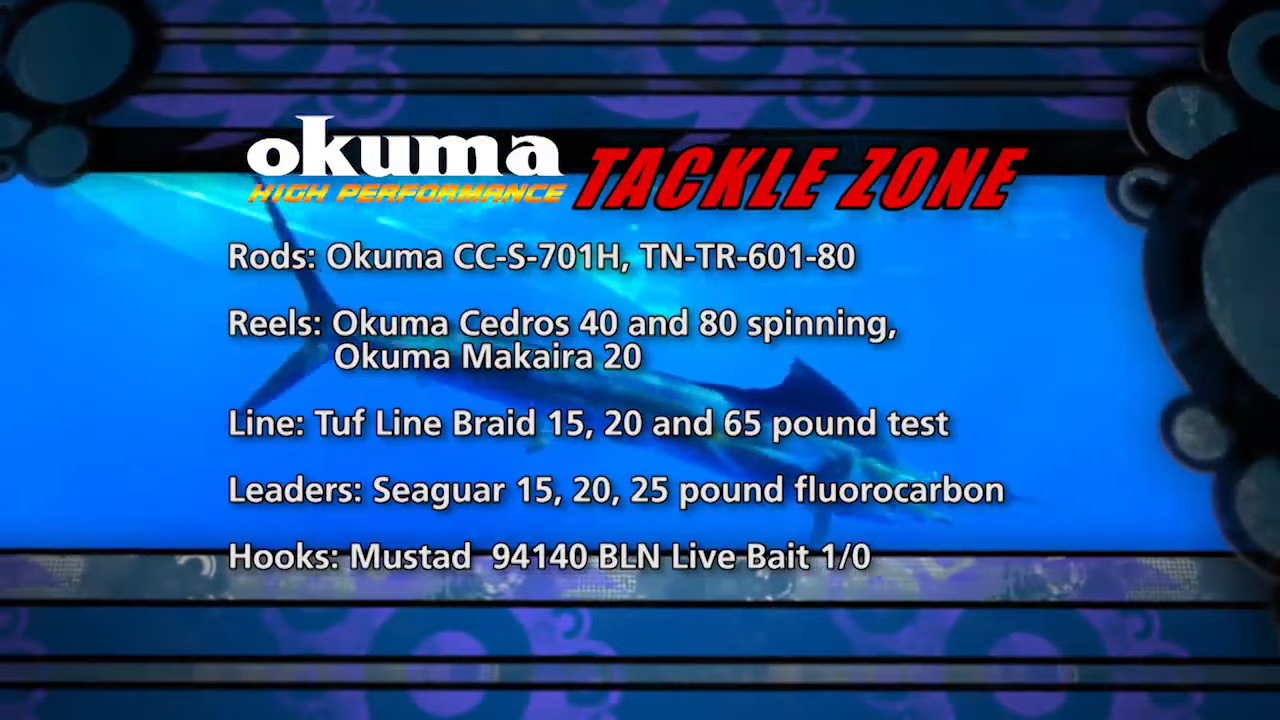 okuma TACKLE ZONE
HIGH PERFORMANCE
Rods: Okuma CC-S-701H, TN-TR-601-80
Reels: Okuma Cedros 40 and 80 spinning,
Okuma Makaira 20
Line: Tuf Line Braid 15, 20 and 65 pound test
Leaders: Seaguar 15, 20, 25 pound fluorocarbon
Hooks: Mustad  94140 BLN Live Bait 1/0